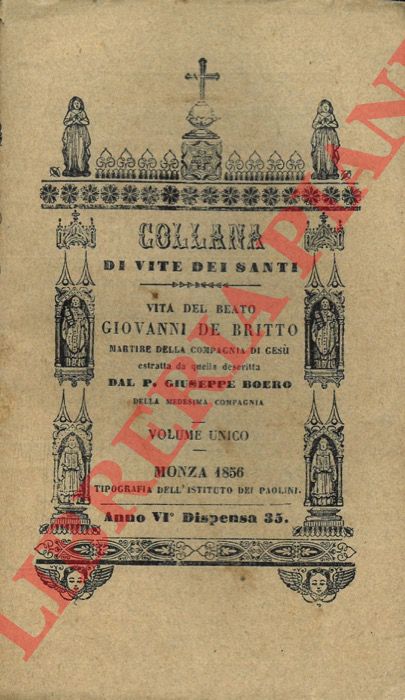 COLLANA
DI VITE DEI SANTI
VITA DEL BEATO
GIOVANNI DE BRITTO
MARTIRE DELLA COMPAGNIA DI GESÙ
estratta da quella descritta
DAL P. GIUSEPPE BOERO
DELLA MEDESIMA COMPAGNIA
VOLUME UNICO
MONZA 1856
TIPOGRAFIA DELL'ISTITUTO DEI PAOLINI.
Anno VI° Dispensa 35.
LIBRERIA PIANI